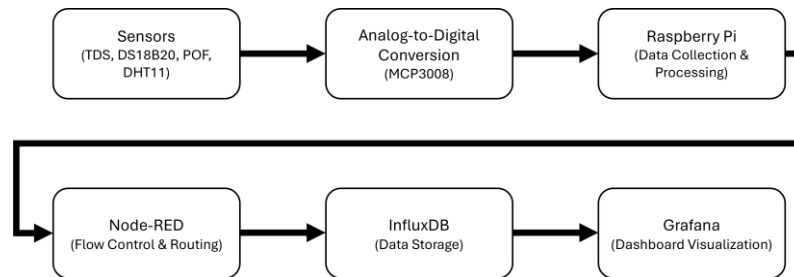 Sensors
(TDS, DS18B20, POF,
DHT11)
Analog-to-Digital
Conversion
(MCP3008)
Raspberry Pi
(Data Collection &
Processing)
Node-RED
(Flow Control & Routing)
InfluxDB
(Data Storage)
Grafana
(Dashboard Visualization)